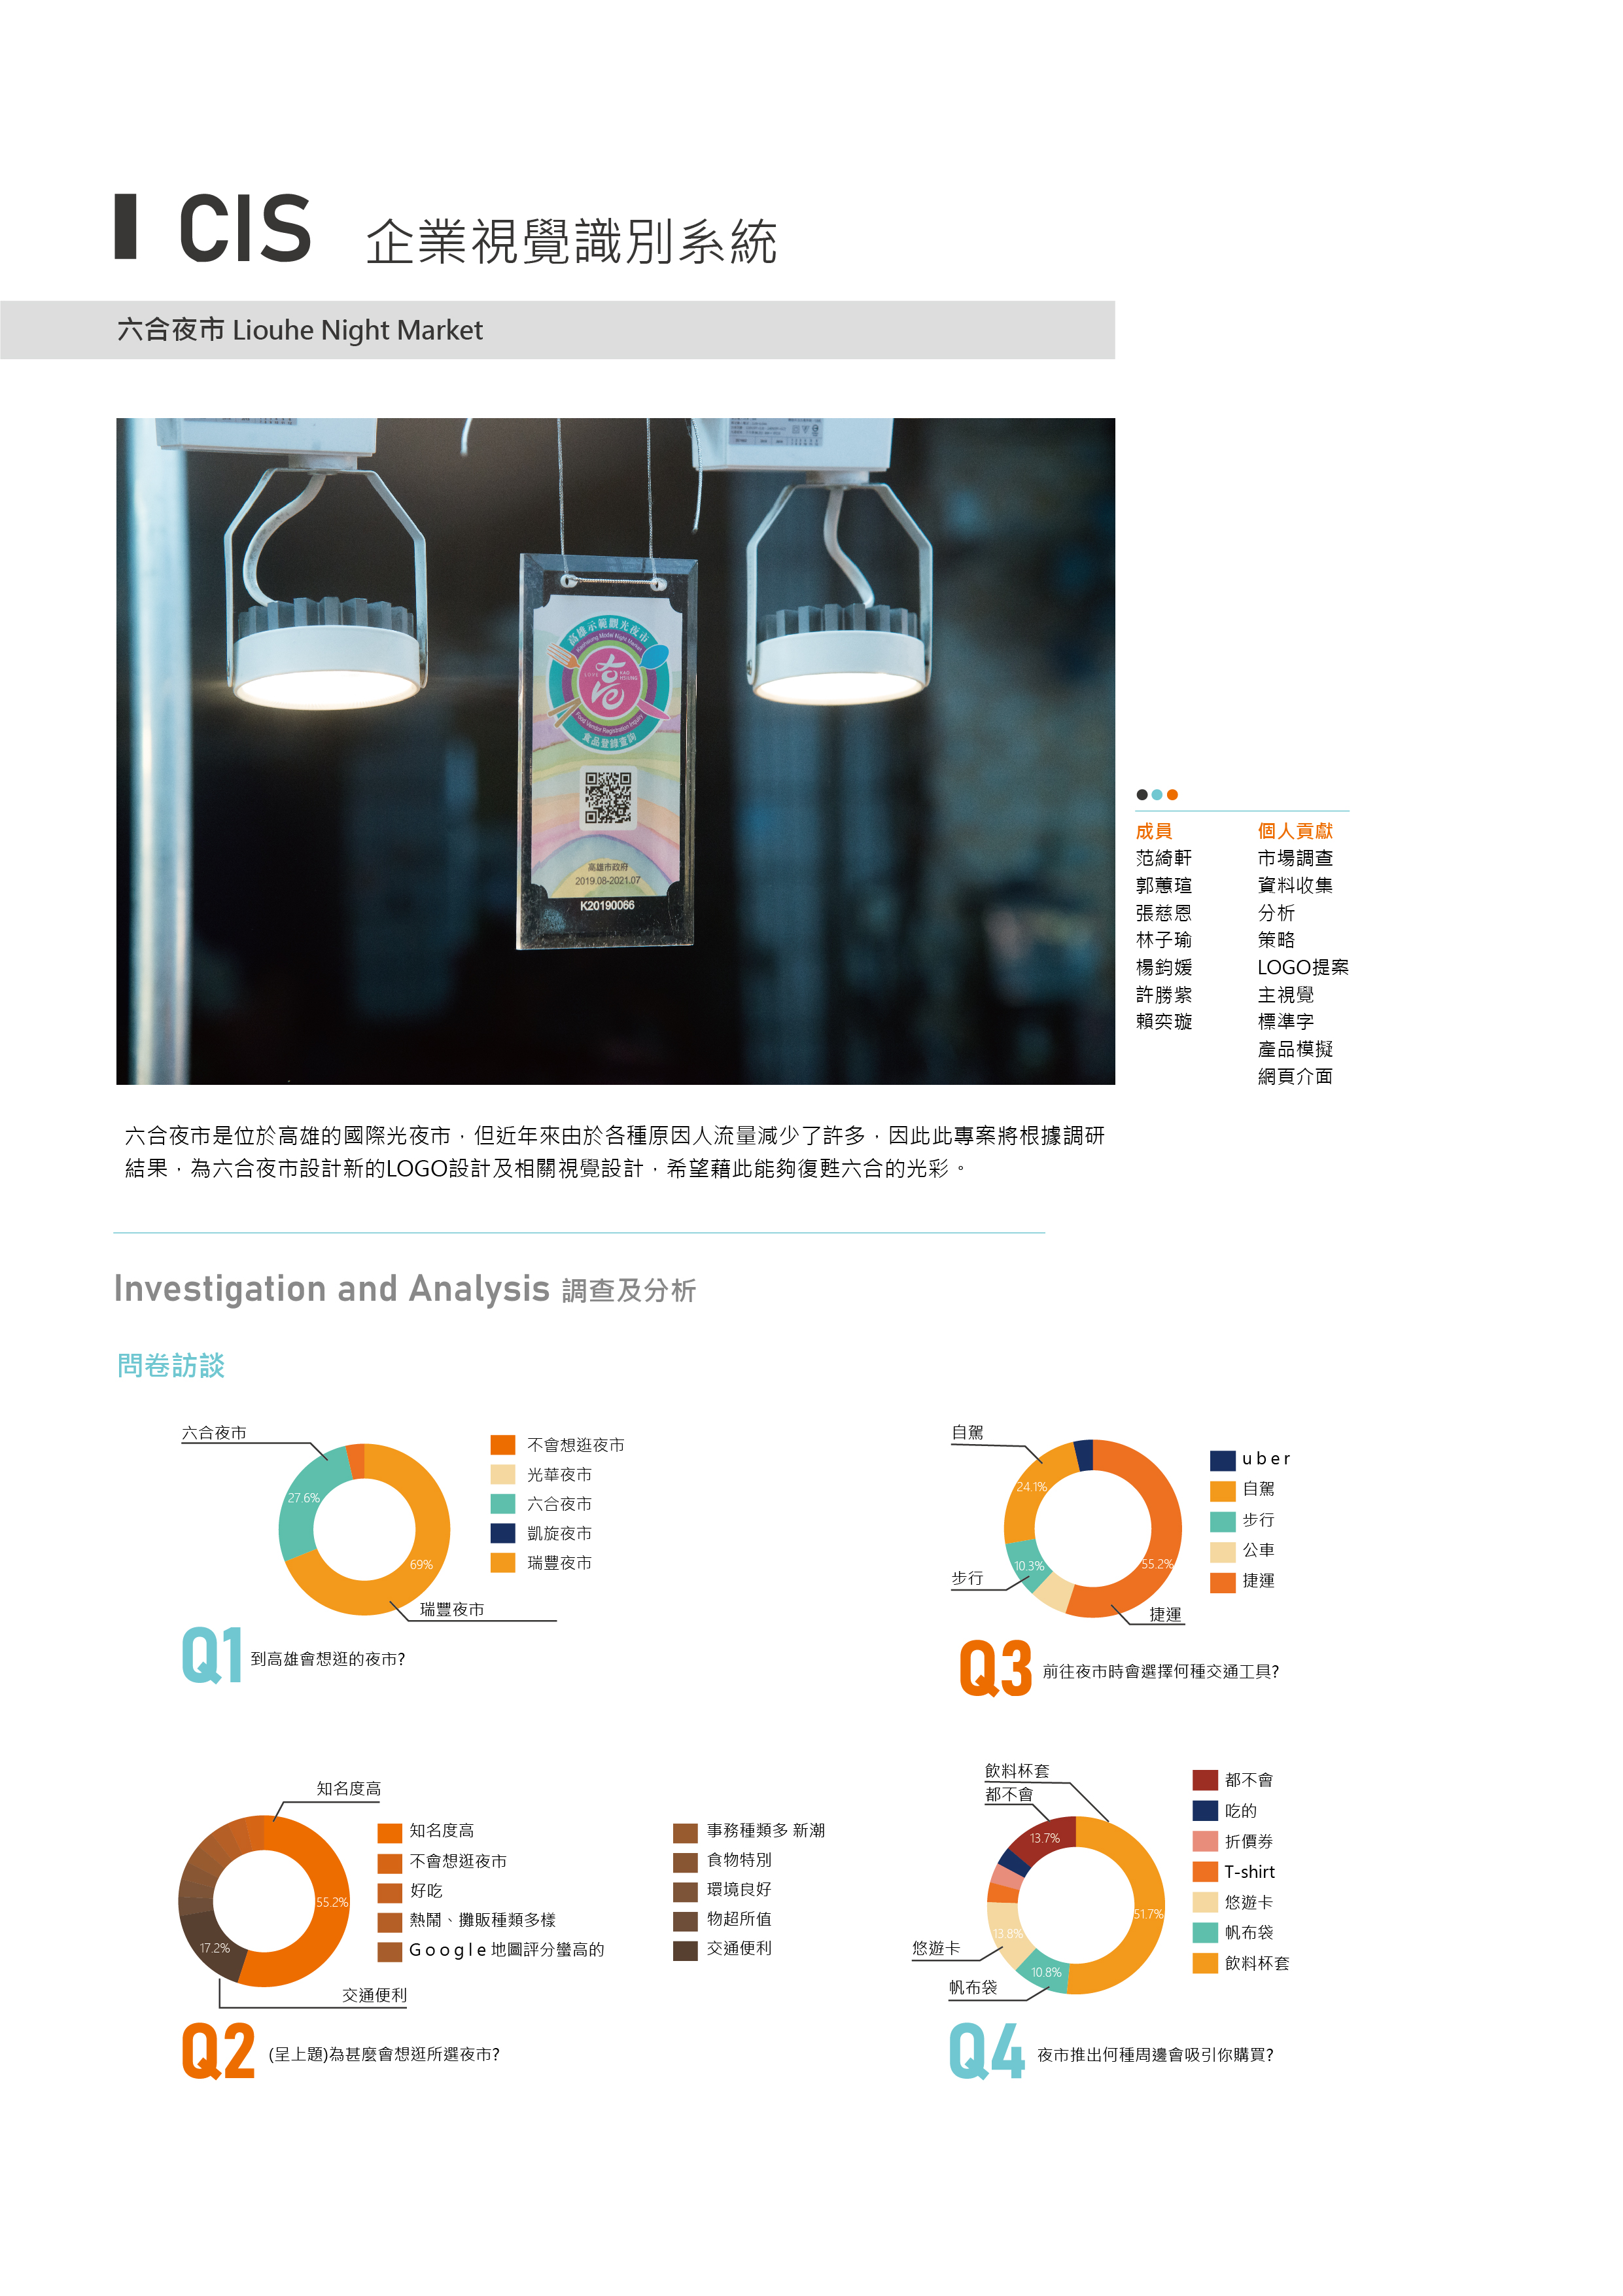 CIS 企業視覺識別系統
六合夜市 Liouhe Night Market
高雄示範觀光夜市
Kaohsiung Model Night Market
LOVE
KAO
HSIUNG
Food Vendor Registration Inquiry
食品登錄查詢
高雄市政府
2019.08-2021.07
K20190066
成員
范綺軒
郭蕙瑄
張慈恩
林子瑜
楊鈞媛
許勝紫
賴奕璇
個人貢獻
市場調查
資料收集
分析
策略
LOGO提案
主視覺
標準字
產品模擬
網頁介面
六合夜市是位於高雄的國際光夜市，但近年來由於各種原因人流量減少了許多，因此此專案將根據調研
結果，為六合夜市設計新的LOGO設計及相關視覺設計，希望藉此能夠復甦六合的光彩。
Investigation and Analysis 調查及分析
問卷訪談
六合夜市
27.6%
69%
瑞豐夜市
不會想逛夜市
光華夜市
六合夜市
凱旋夜市
瑞豐夜市
Q1 到高雄會想逛的夜市?
自駕
24.1%
10.3%
步行
55.2%
捷運
uber
自駕
步行
公車
捷運
Q3 前往夜市時會選擇何種交通工具?
知名度高
55.2%
17.2%
交通便利
知名度高
不會想逛夜市
好吃
熱鬧、攤販種類多樣
Google地圖評分蠻高的
事務種類多 新潮
食物特別
環境良好
物超所值
交通便利
Q2 (呈上題)為甚麼會想逛所選夜市?
飲料杯套
都不會
13.7%
51.7%
13.8%
悠遊卡
10.8%
帆布袋
都不會
吃的
折價券
T-shirt
悠遊卡
帆布袋
飲料杯套
Q4 夜市推出何種周邊會吸引你購買?